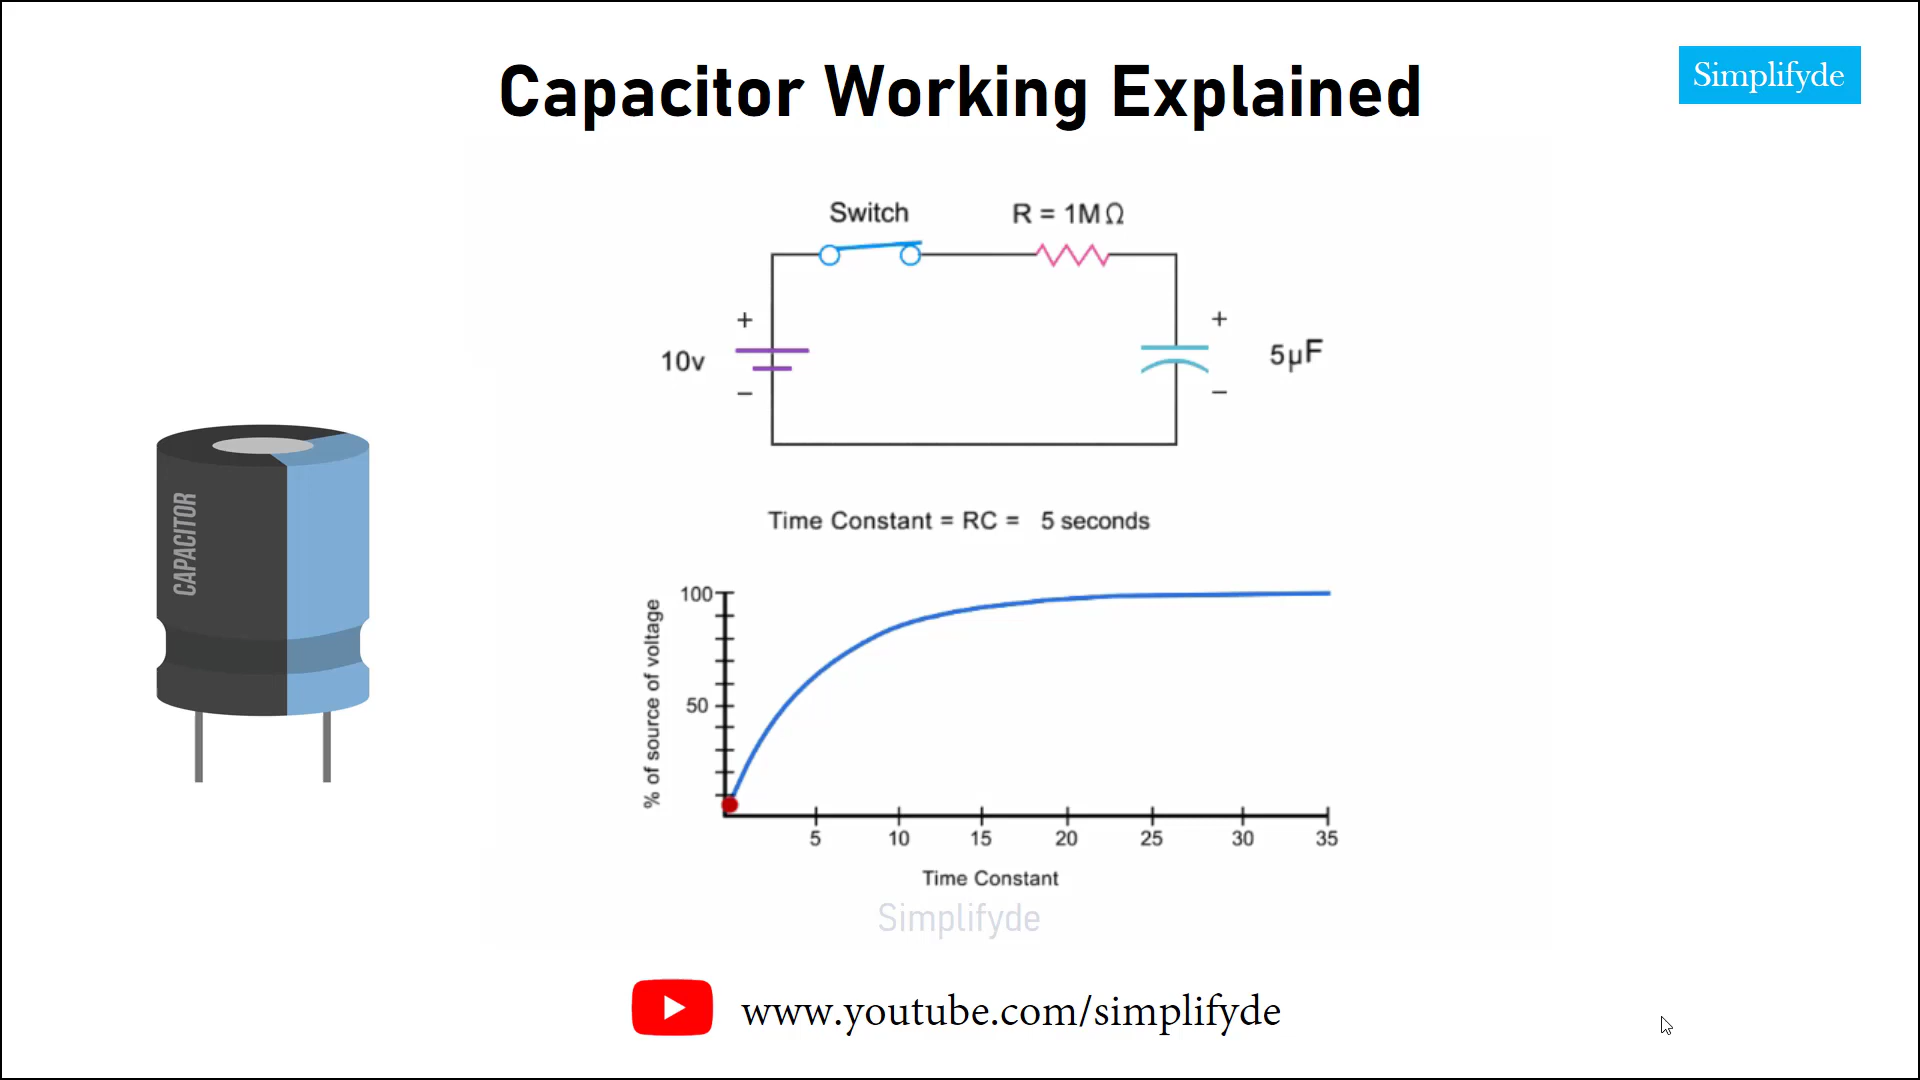 Capacitor Working Explained
Simplifyde
Switch
R = 1MΩ
+
+
10v
5µF
−
−
CAPACITOR
Time Constant = RC = 5 seconds
% of source of voltage
100
50
5 10 15 20 25 30 35
Time Constant
Simplifyde
www.youtube.com/simplifyde